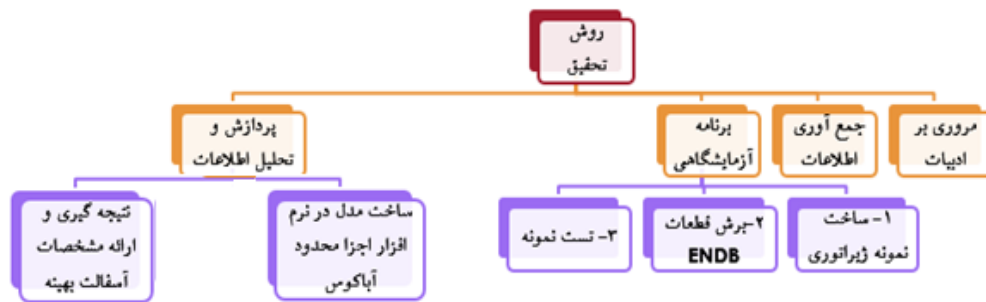 روش
تحقیق
مروری بر
ادبیات
جمع آوری
اطلاعات
برنامه
آزمایشگاهی
پردازش و
تحلیل اطلاعات
۱- ساخت
نمونه ژیراتوری
۲-برش قطعات
ENDB
۳- تست نمونه
ساخت مدل در نرم
افزار اجزا محدود
آباکوس
نتیجه گیری و
ارائه مشخصات
آسفالت بهینه